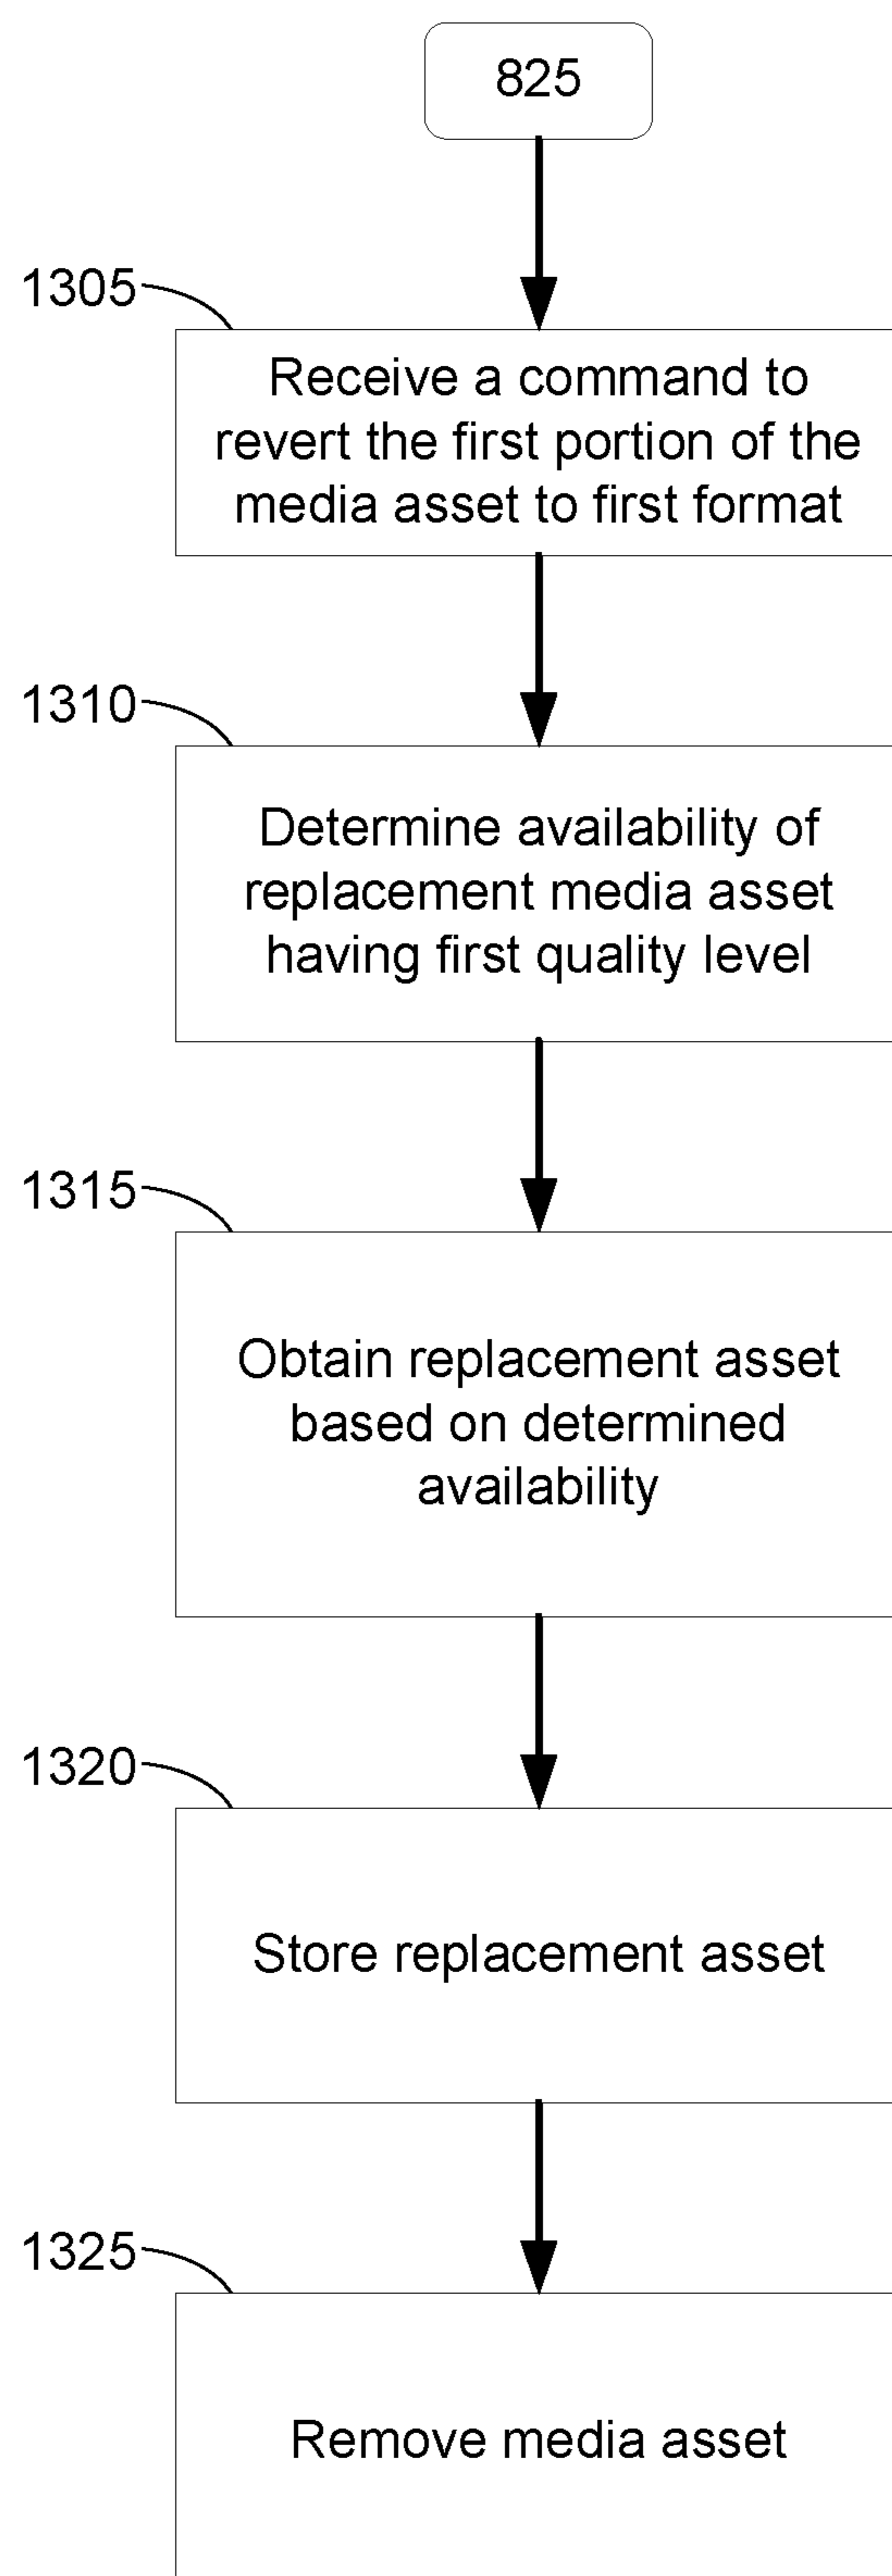 825
1305
Receive a command to
revert the first portion of the
media asset to first format
1310
Determine availability of
replacement media asset
having first quality level
1315
Obtain replacement asset
based on determined
availability
1320
Store replacement asset
1325
Remove media asset